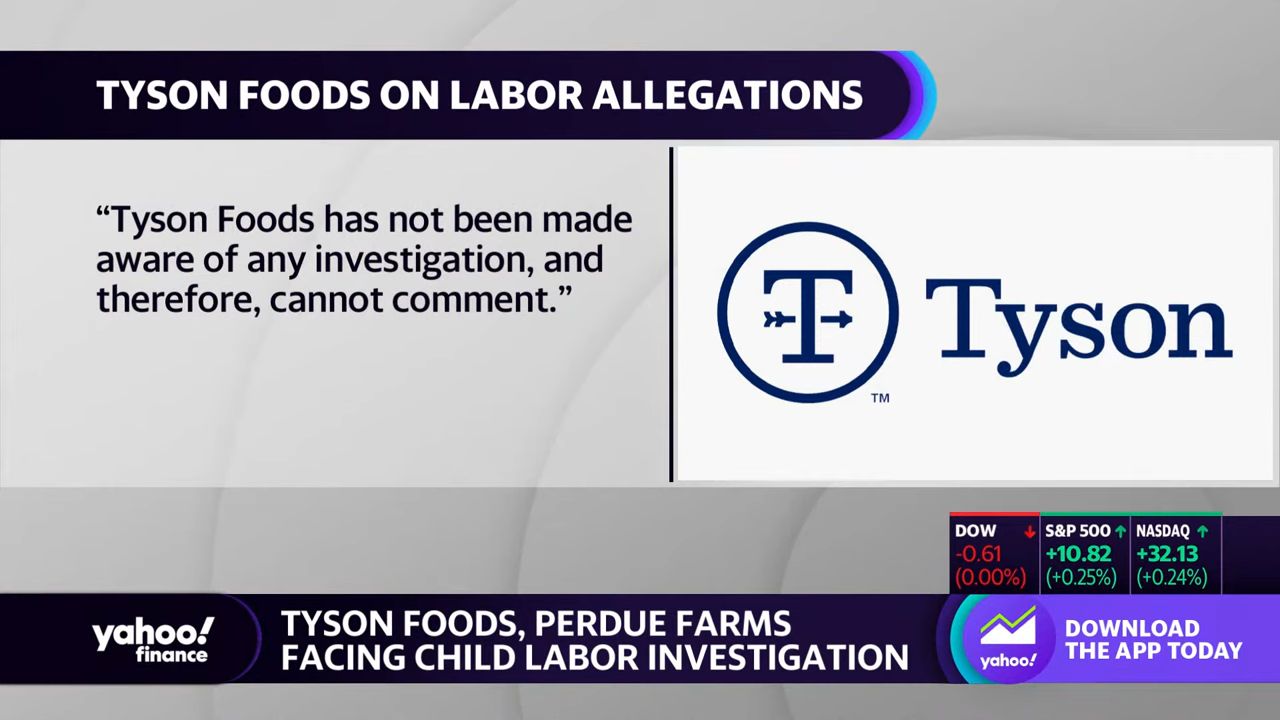 TYSON FOODS ON LABOR ALLEGATIONS
“Tyson Foods has not been made
aware of any investigation, and
therefore, cannot comment.”
T
Tyson
TM
DOW
-0.61
(0.00%)
S&P 500
+10.82
(+0.25%)
NASDAQ
+32.13
(+0.24%)
yahoo!
finance
TYSON FOODS, PERDUE FARMS
FACING CHILD LABOR INVESTIGATION
yahoo!
DOWNLOAD
THE APP TODAY